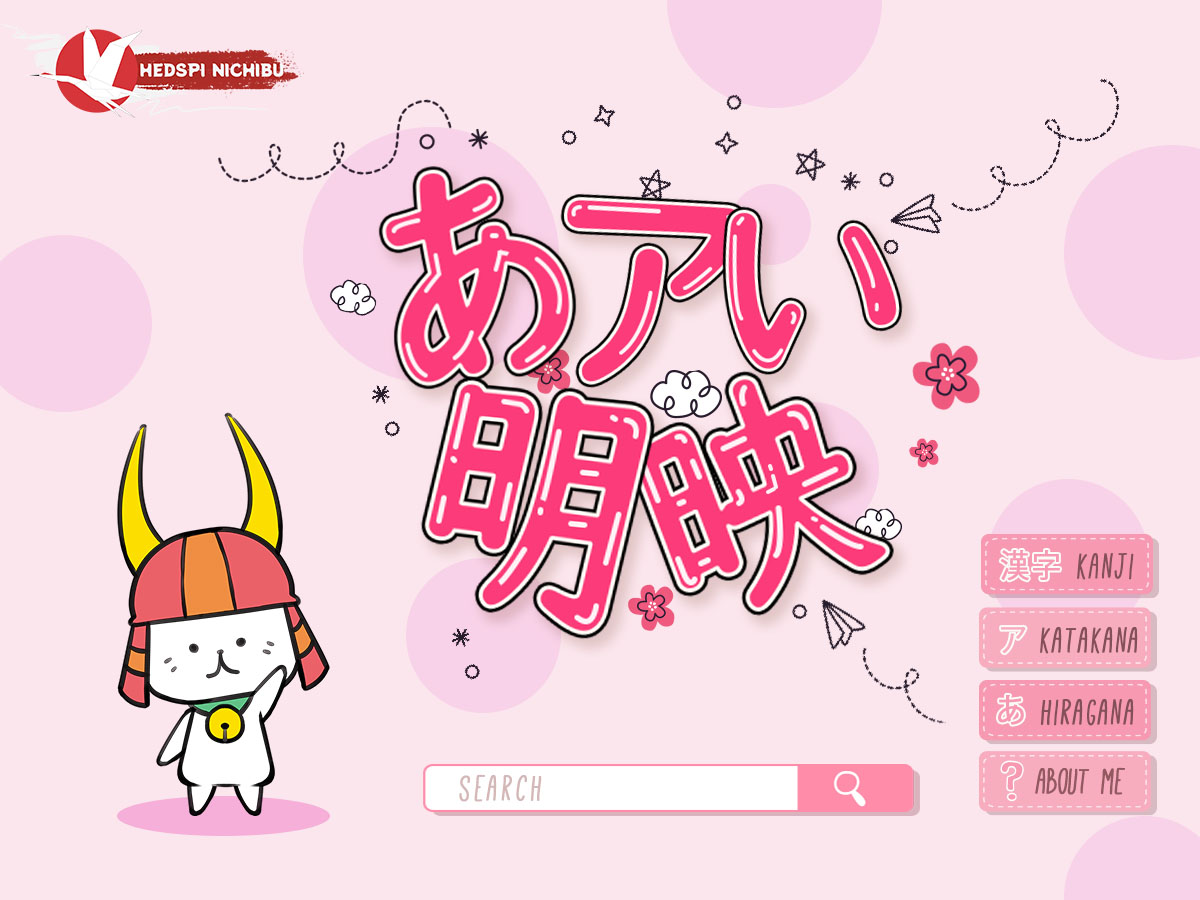 HEDSPI NICHIBU
あアい
明映
漢字 KANJI
ア KATAKANA
あ HIRAGANA
? ABOUT ME
SEARCH